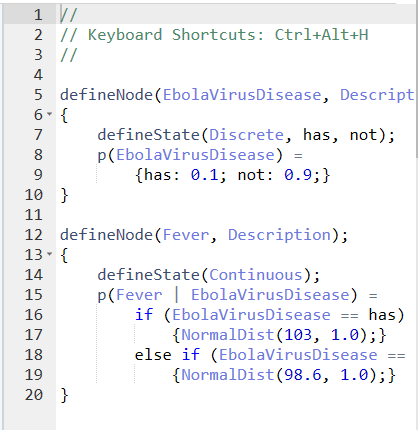 1 //
2 // Keyboard Shortcuts: Ctrl+Alt+H
3 //
4
5 defineNode(EbolaVirusDisease, Descript
6 {
7 defineState(Discrete, has, not);
8 p(EbolaVirusDisease) =
9 {has: 0.1; not: 0.9;}
10 }
11
12 defineNode(Fever, Description);
13 {
14 defineState(Continuous);
15 p(Fever | EbolaVirusDisease) =
16 if (EbolaVirusDisease == has)
17 {NormalDist(103, 1.0);}
18 else if (EbolaVirusDisease ==
19 {NormalDist(98.6, 1.0);}
20 }